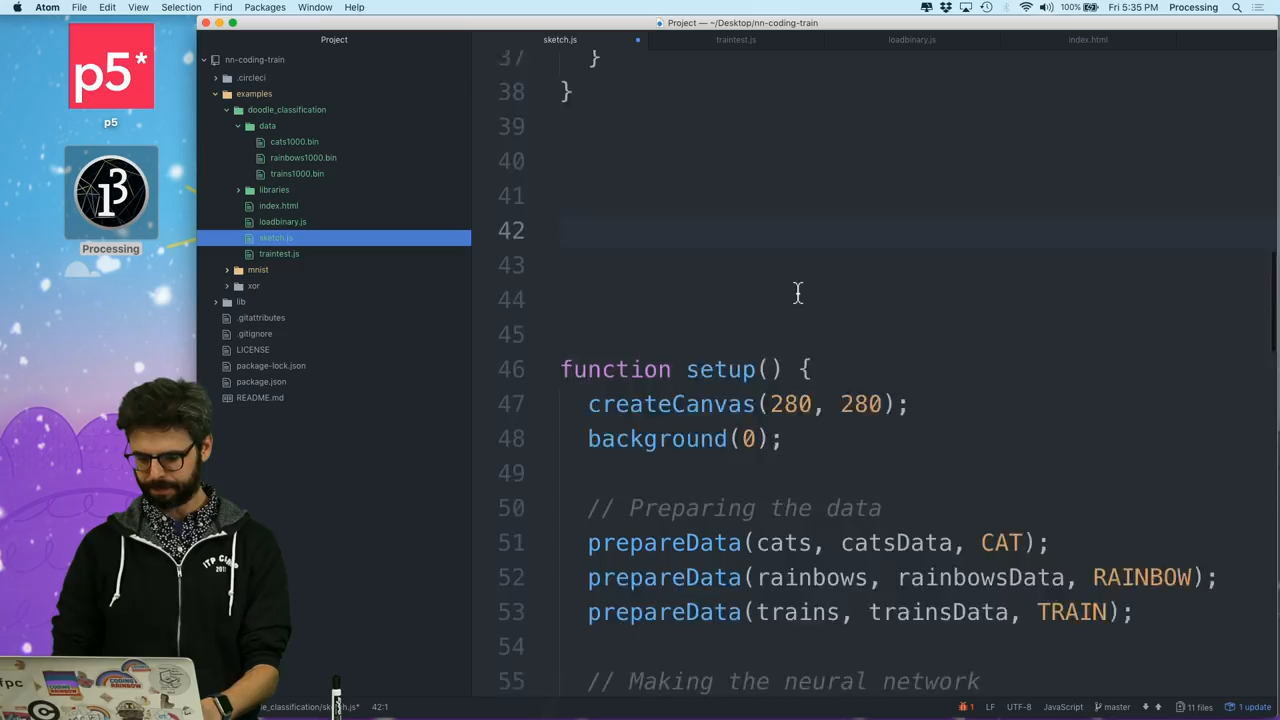 Atom File Edit View Selection Find Packages Window Help
100% Fri 5:35 PM Processing
Project — ~/Desktop/nn-coding-train
Project
sketch.js traintest.js loadbinary.js index.html
p5*
p5
Processing
nn-coding-train
.circleci
examples
doodle_classification
data
cats1000.bin
rainbows1000.bin
trains1000.bin
libraries
index.html
loadbinary.js
sketch.js
traintest.js
mnist
xor
lib
.gitattributes
.gitignore
LICENSE
package-lock.json
package.json
README.md
37 }
38 }
39
40
41
42
43
44
45
46 function setup() {
47 createCanvas(280, 280);
48 background(0);
49
50 // Preparing the data
51 prepareData(cats, catsData, CAT);
52 prepareData(rainbows, rainbowsData, RAINBOW);
53 prepareData(trains, trainsData, TRAIN);
54
55 // Making the neural network
42:1
1 LF UTF-8 JavaScript master 11 files 1 update